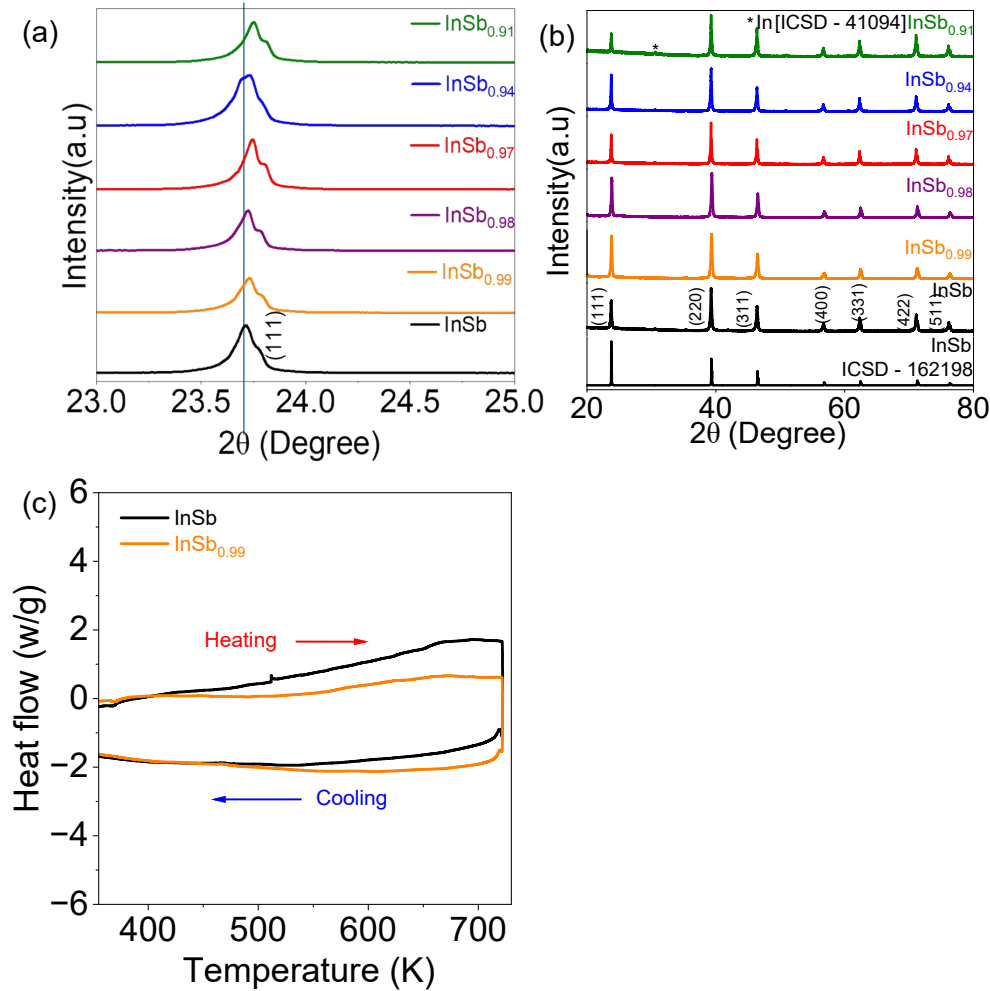 (a)
InSb0.91
InSb0.94
InSb0.97
InSb0.98
InSb0.99
InSb
(111)
Intensity(a.u)
23.0 23.5 24.0 24.5 25.0
2θ (Degree)
(b)
*In[ICSD - 41094]InSb0.91
*
InSb0.94
InSb0.97
InSb0.98
InSb0.99
InSb
(111) (220) (311) (400) (331) 422) 511)
InSb
ICSD - 162198
Intensity(a.u)
20 40 60 80
2θ (Degree)
(c)
InSb
InSb0.99
Heating
Cooling
Heat flow (w/g)
6
4
2
0
−2
−4
−6
400 500 600 700
Temperature (K)